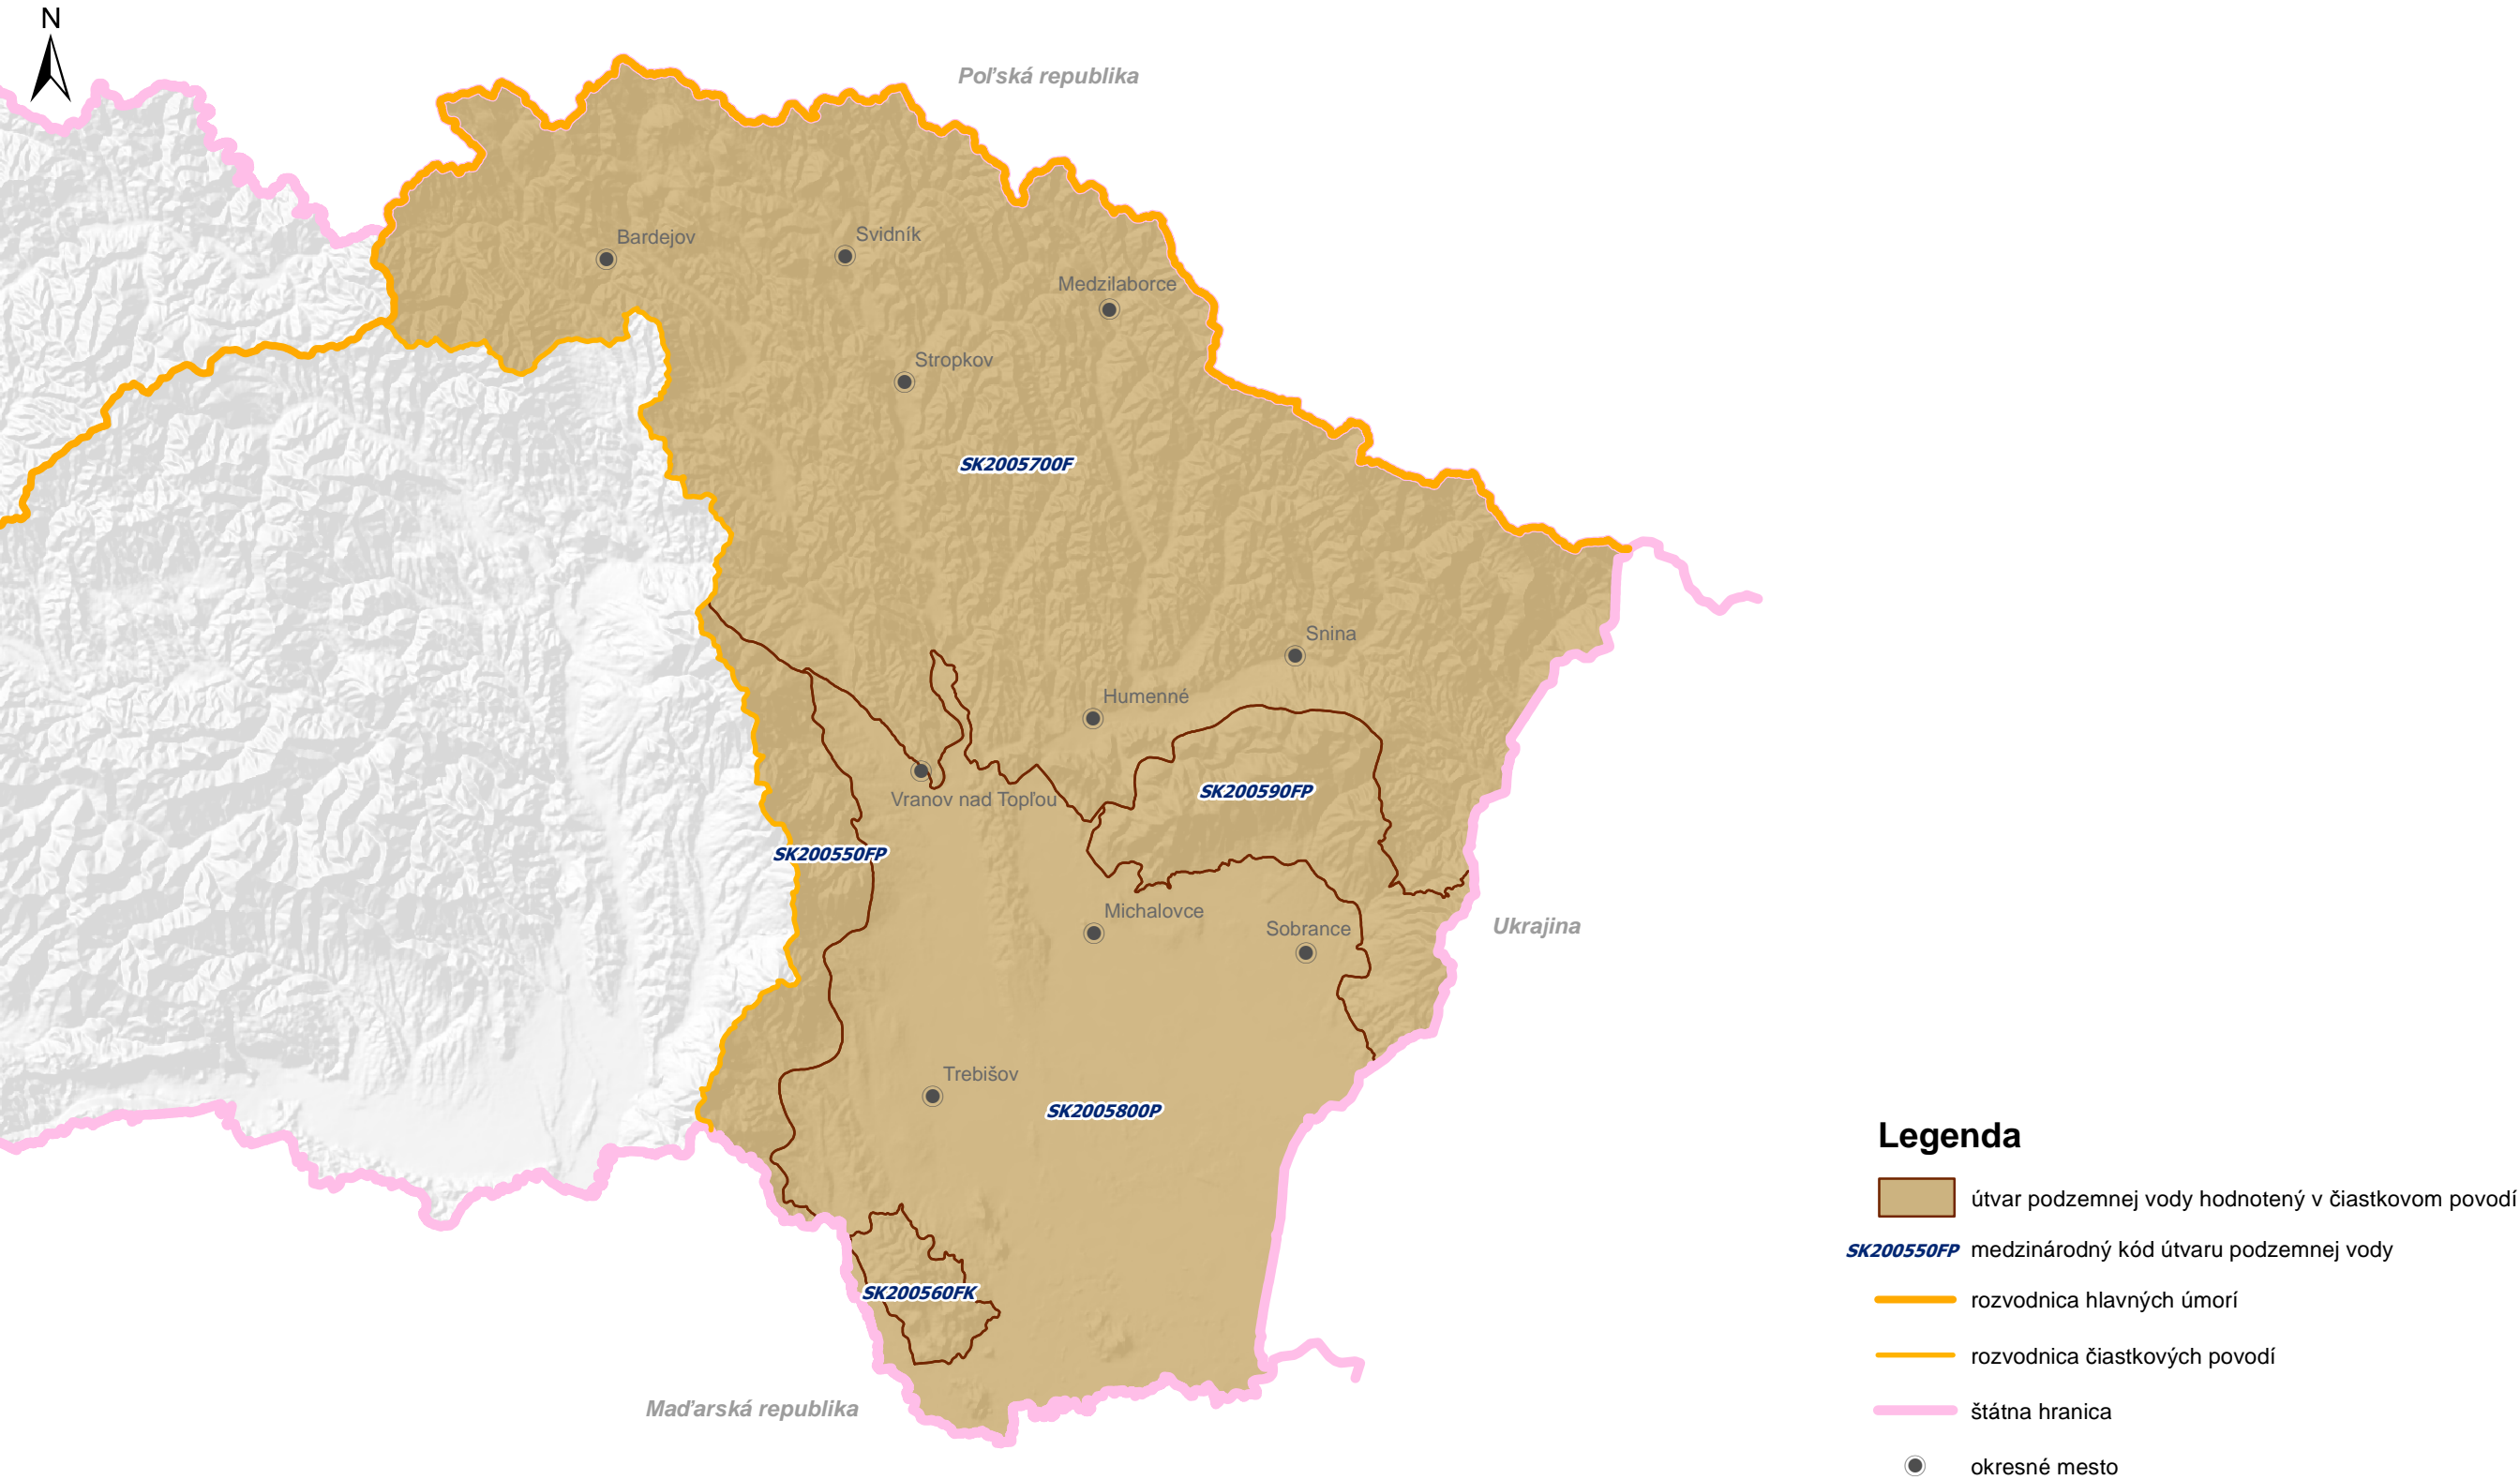 N
Poľská republika
Bardejov
Svidník
Medzilaborce
Stropkov
SK2005700F
Snina
Humenné
SK200590FP
Vranov nad Topľou
SK200550FP
Michalovce
Sobrance
Ukrajina
Trebišov
SK2005800P
SK200560FK
Maďarská republika
Legenda
útvar podzemnej vody hodnotený v čiastkovom povodí
SK200550FP medzinárodný kód útvaru podzemnej vody
rozvodnica hlavných úmorí
rozvodnica čiastkových povodí
štátna hranica
okresné mesto